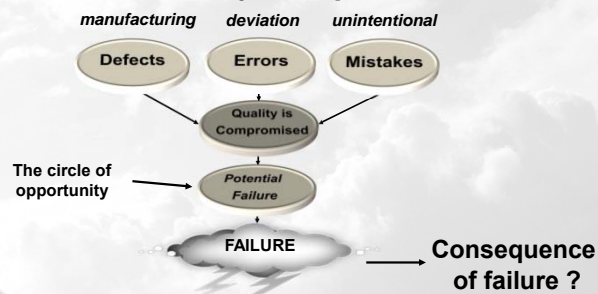 manufacturing deviation unintentional
Defects Errors Mistakes
Quality is
Compromised
The circle of
opportunity
Potential
Failure
FAILURE
Consequence
of failure ?